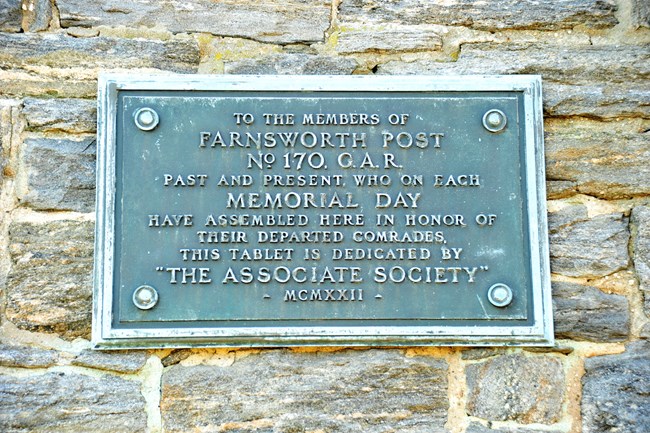 TO THE MEMBERS OF
FARNSWORTH POST
No 170, G.A.R.
PAST AND PRESENT, WHO ON EACH
MEMORIAL DAY
HAVE ASSEMBLED HERE IN HONOR OF
THEIR DEPARTED COMRADES,
THIS TABLET IS DEDICATED BY
"THE ASSOCIATE SOCIETY"
- MCMXXII -